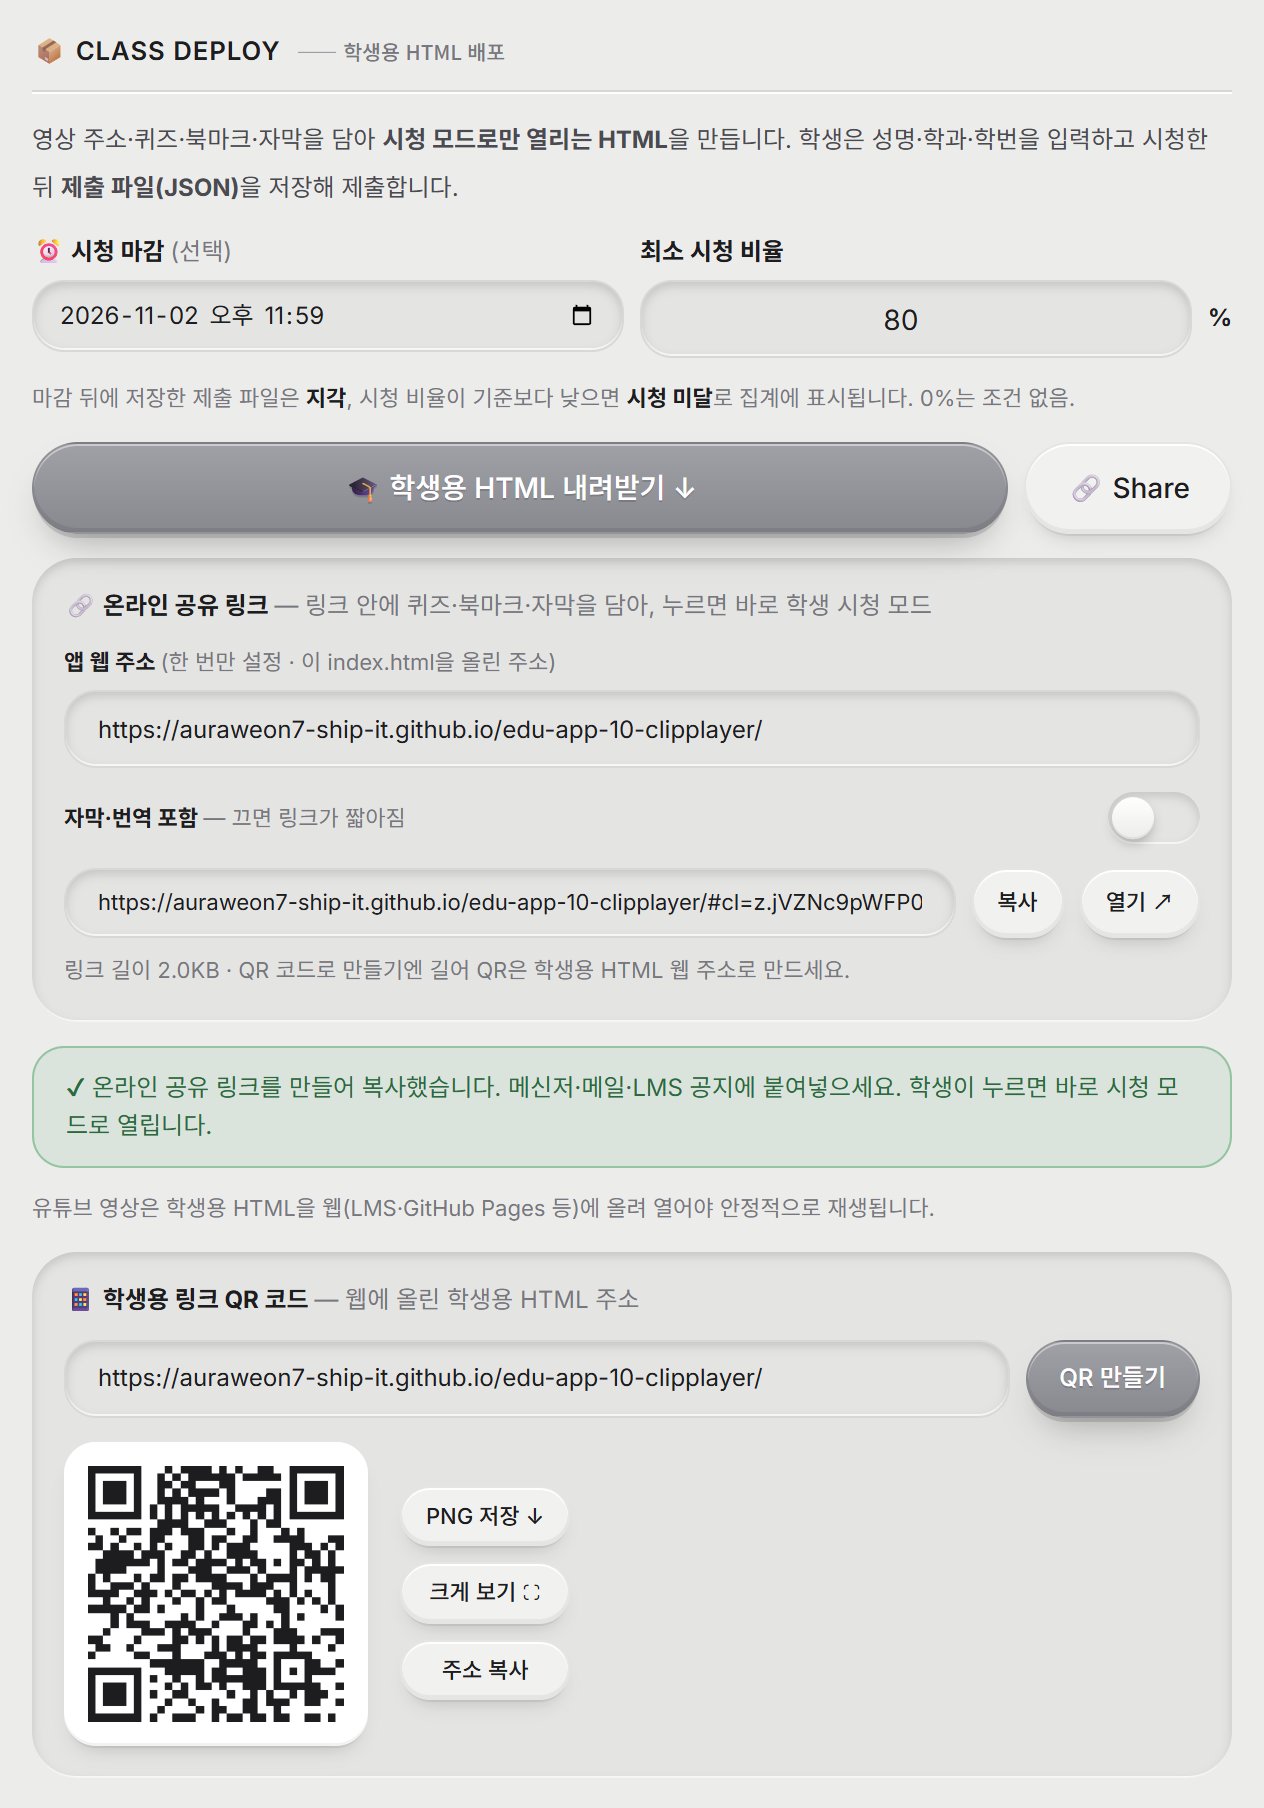 CLASS DEPLOY —— 학생용 HTML 배포
영상 주소·퀴즈·북마크·자막을 담아 시청 모드로만 열리는 HTML을 만듭니다. 학생은 성명·학과·학번을 입력하고 시청한
뒤 제출 파일(JSON)을 저장해 제출합니다.
시청 마감 (선택)
최소 시청 비율
2026-11-02 오후 11:59
80 %
마감 뒤에 저장한 제출 파일은 지각, 시청 비율이 기준보다 낮으면 시청 미달로 집계에 표시됩니다. 0%는 조건 없음.
학생용 HTML 내려받기 ↓
Share
온라인 공유 링크 — 링크 안에 퀴즈·북마크·자막을 담아, 누르면 바로 학생 시청 모드
앱 웹 주소 (한 번만 설정 · 이 index.html을 올린 주소)
https://auraweon7-ship-it.github.io/edu-app-10-clipplayer/
자막·번역 포함 — 끄면 링크가 짧아짐
https://auraweon7-ship-it.github.io/edu-app-10-clipplayer/#cl=z.jVZNc9pWFP0
복사
열기 ↗
링크 길이 2.0KB · QR 코드로 만들기엔 길어 QR은 학생용 HTML 웹 주소로 만드세요.
✓ 온라인 공유 링크를 만들어 복사했습니다. 메신저·메일·LMS 공지에 붙여넣으세요. 학생이 누르면 바로 시청 모
드로 열립니다.
유튜브 영상은 학생용 HTML을 웹(LMS·GitHub Pages 등)에 올려 열어야 안정적으로 재생됩니다.
학생용 링크 QR 코드 — 웹에 올린 학생용 HTML 주소
https://auraweon7-ship-it.github.io/edu-app-10-clipplayer/
QR 만들기
PNG 저장 ↓
크게 보기 ⛶
주소 복사